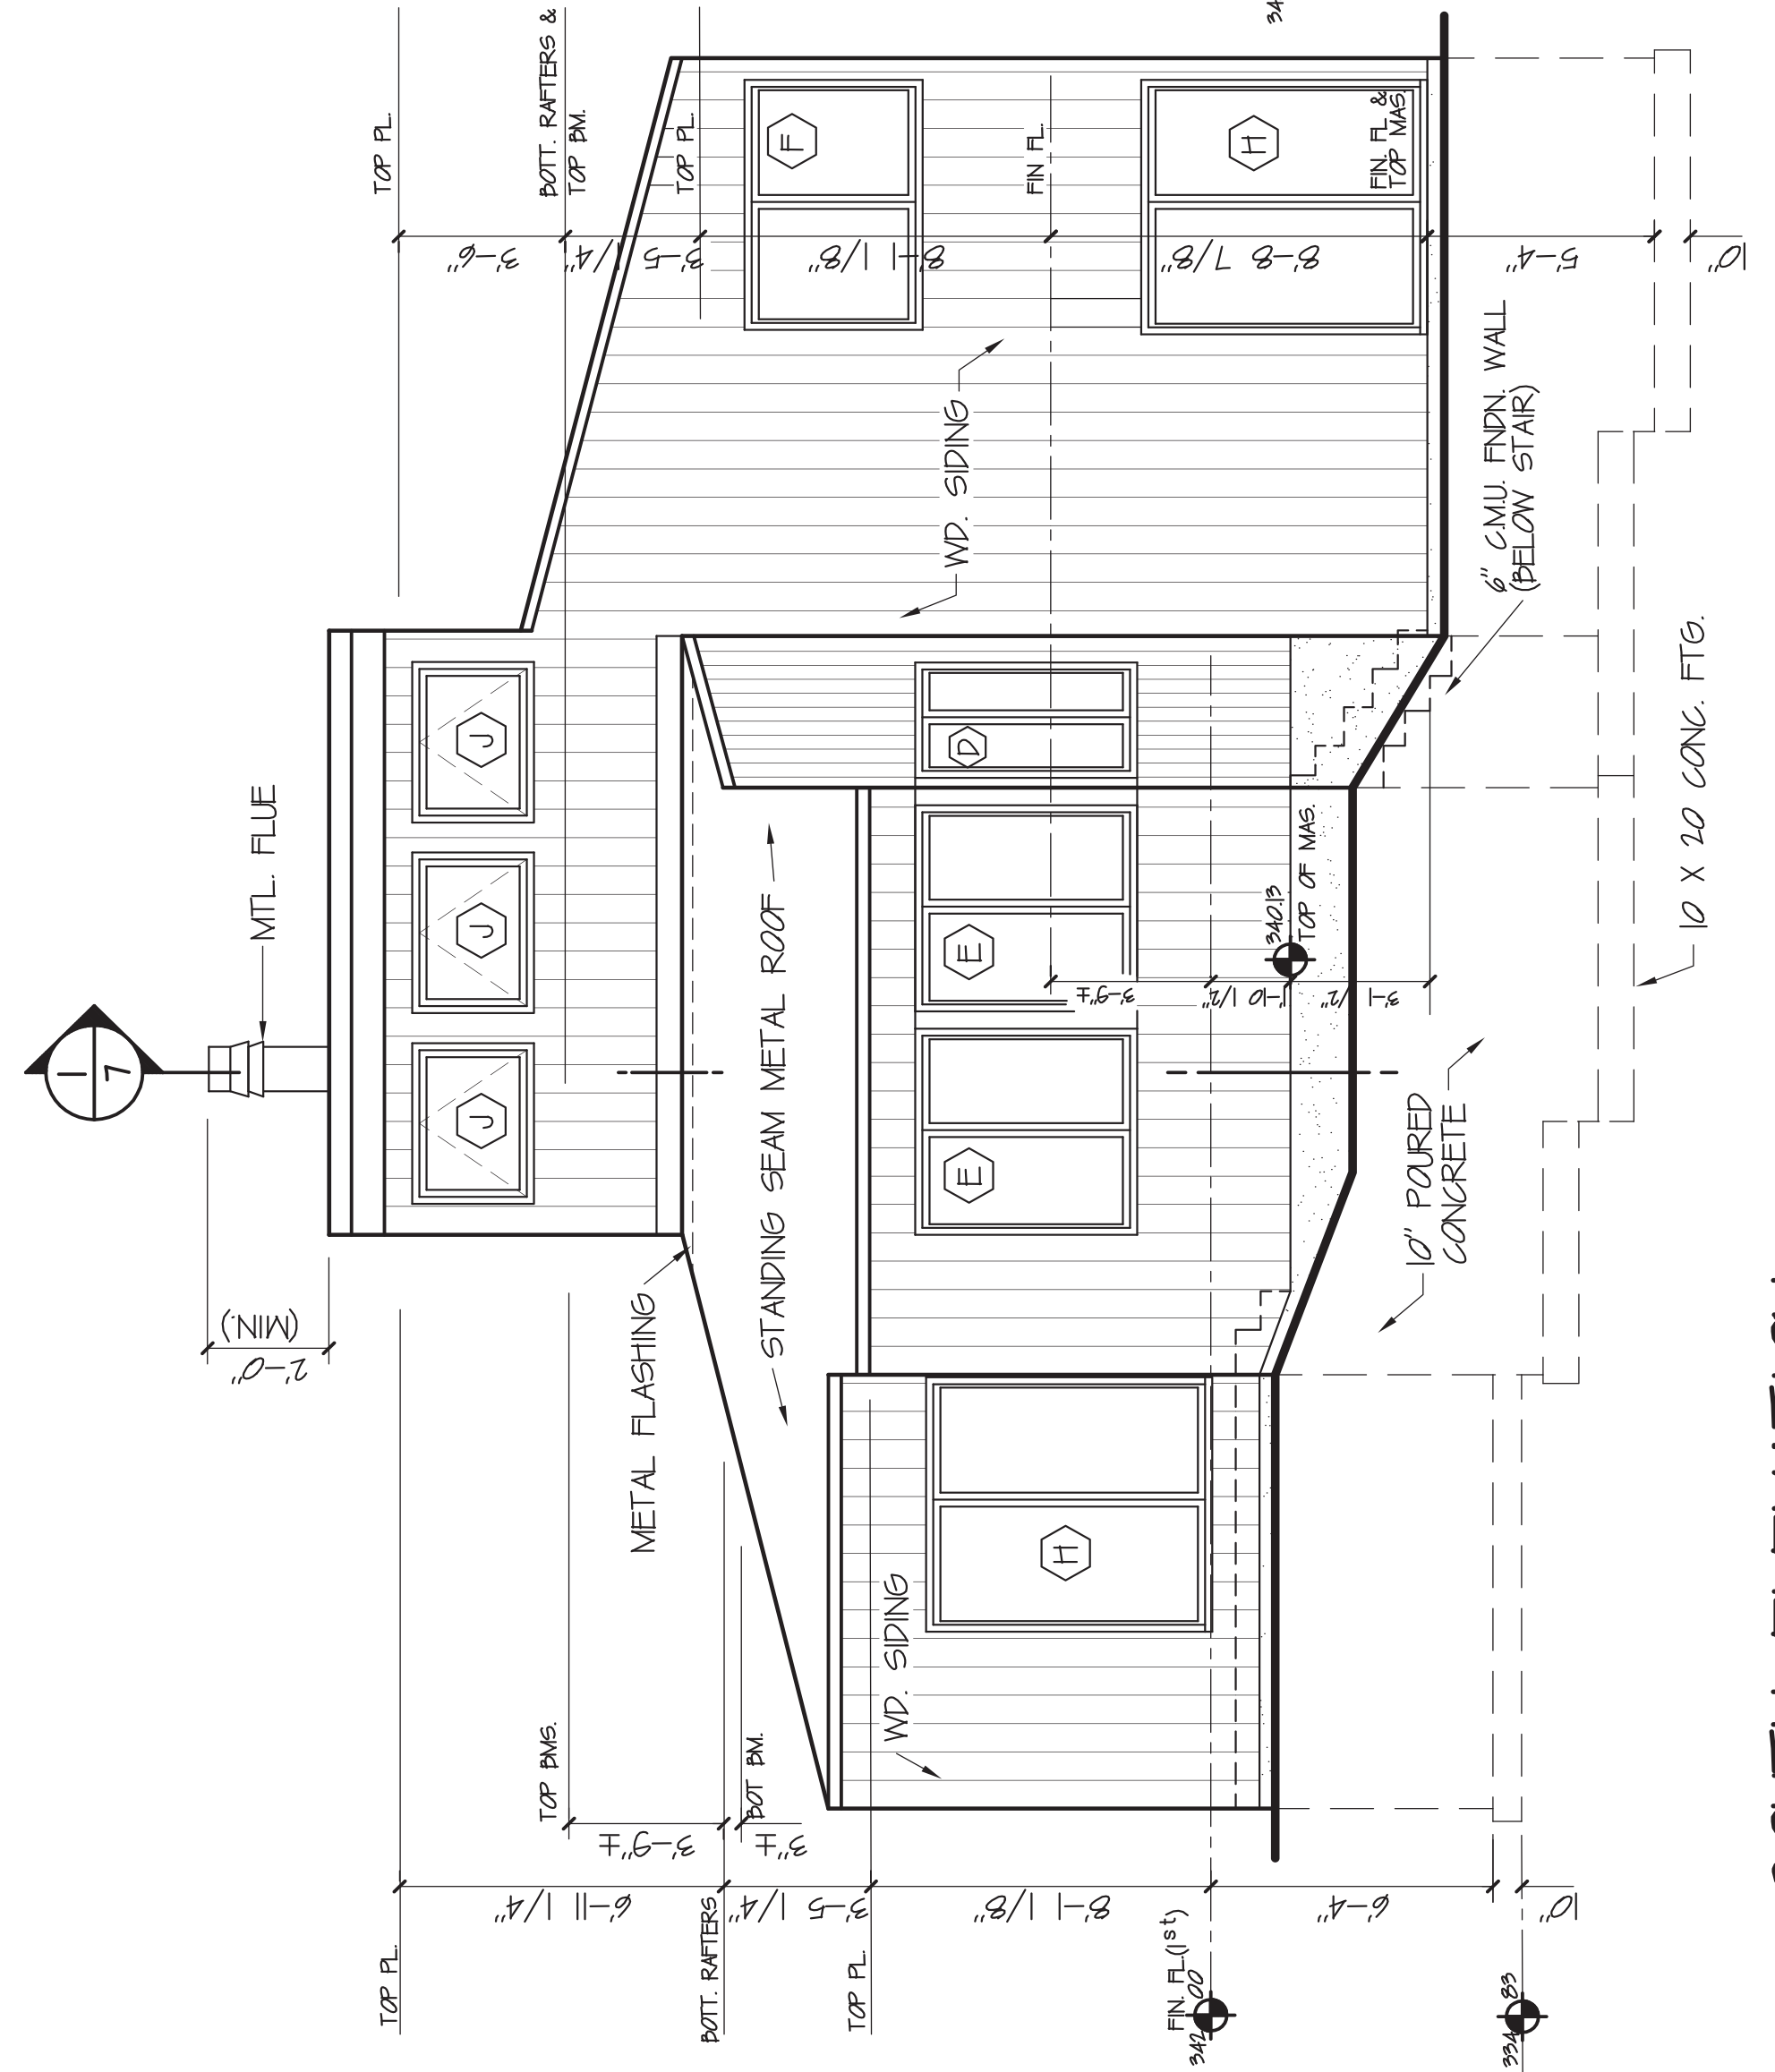 1
7
MTL. FLUE
2'-0"
(MIN.)
TOP PL.
TOP PL.
6'-11 1/4"
3'-6"
J
J
J
TOP BMS.
BOTT. RAFTERS &
TOP BM.
3'-9"±
METAL FLASHING
3'-5 1/4"
BOTT. RAFTERS
TOP PL.
BOT BM.
3"±
STANDING SEAM METAL ROOF
3'-5 1/4"
F
8'-1 1/8"
TOP PL.
WD. SIDING
WD. SIDING
8'-1 1/8"
E
E
D
FIN FL.
H
3'-9"±
8'-8 7/8"
H
FIN. FL.(1st)
342.00
1'-10 1/2"
340.13
TOP OF MAS.
34
3'-1 1/2"
FIN. FL. &
TOP MAS.
6'-4"
10" POURED
CONCRETE
6" C.M.U. FNDN. WALL
(BELOW STAIR)
5'-4"
334.83
10"
10 X 20 CONC. FTG.
10"